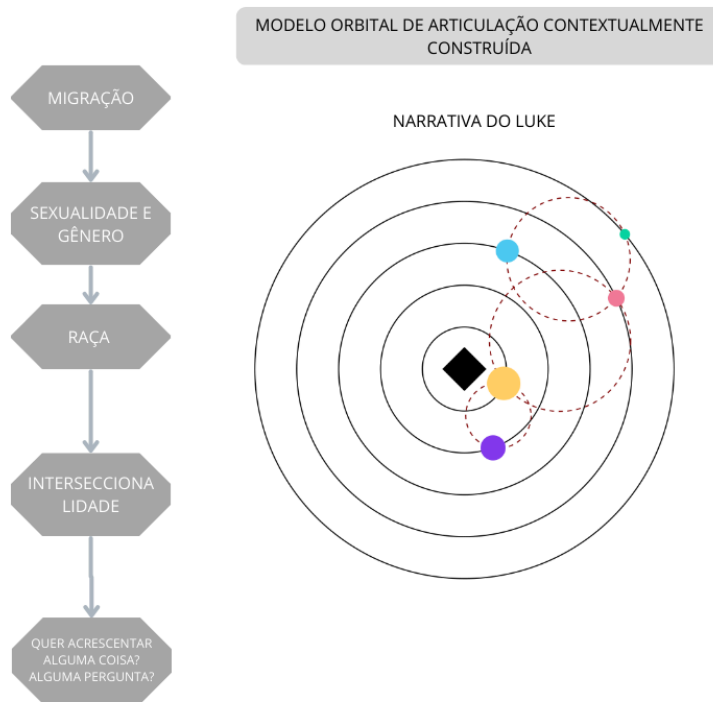 MODELO ORBITAL DE ARTICULAÇÃO CONTEXTUALMENTE
CONSTRUÍDA
MIGRAÇÃO
SEXUALIDADE E
GÊNERO
RAÇA
INTERSECCIONA
LIDADE
QUER ACRESCENTAR
ALGUMA COISA?
ALGUMA PERGUNTA?
NARRATIVA DO LUKE